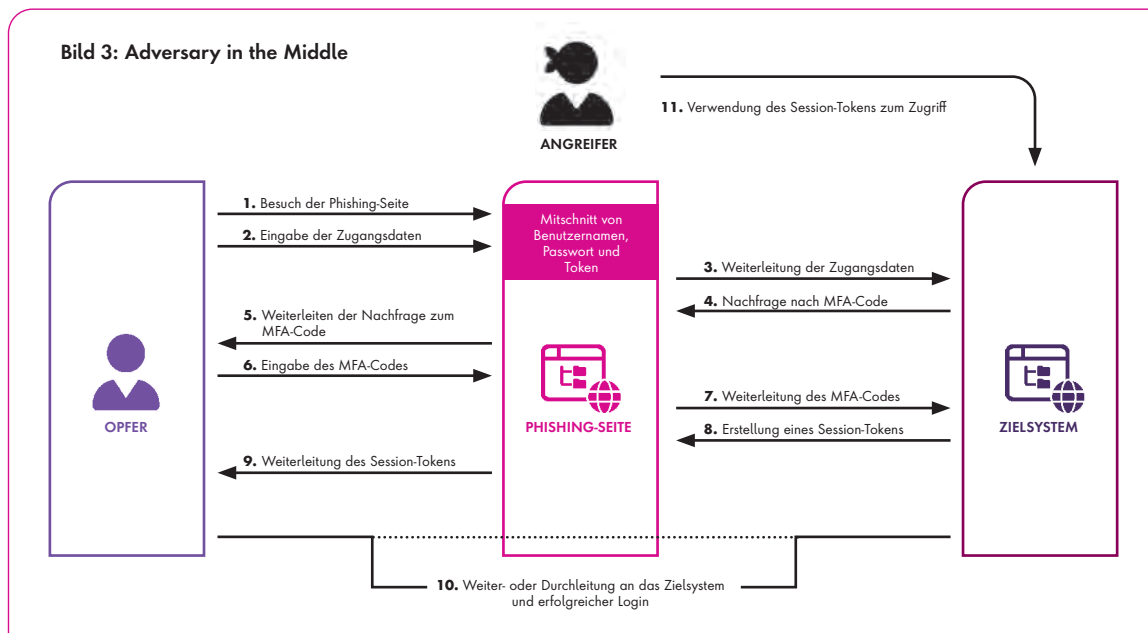 Bild 3: Adversary in the Middle
11. Verwendung des Session-Tokens zum Zugriff
ANGREIFER
1. Besuch der Phishing-Seite
2. Eingabe der Zugangsdaten
Mitschnitt von
Benutzernamen,
Passwort und
Token
3. Weiterleitung der Zugangsdaten
4. Nachfrage nach MFA-Code
5. Weiterleiten der Nachfrage zum
MFA-Code
6. Eingabe des MFA-Codes
7. Weiterleitung des MFA-Codes
OPFER
PHISHING-SEITE
8. Erstellung eines Session-Tokens
ZIELSYSTEM
9. Weiterleitung des Session-Tokens
10. Weiter- oder Durchleitung an das Zielsystem
und erfolgreicher Login